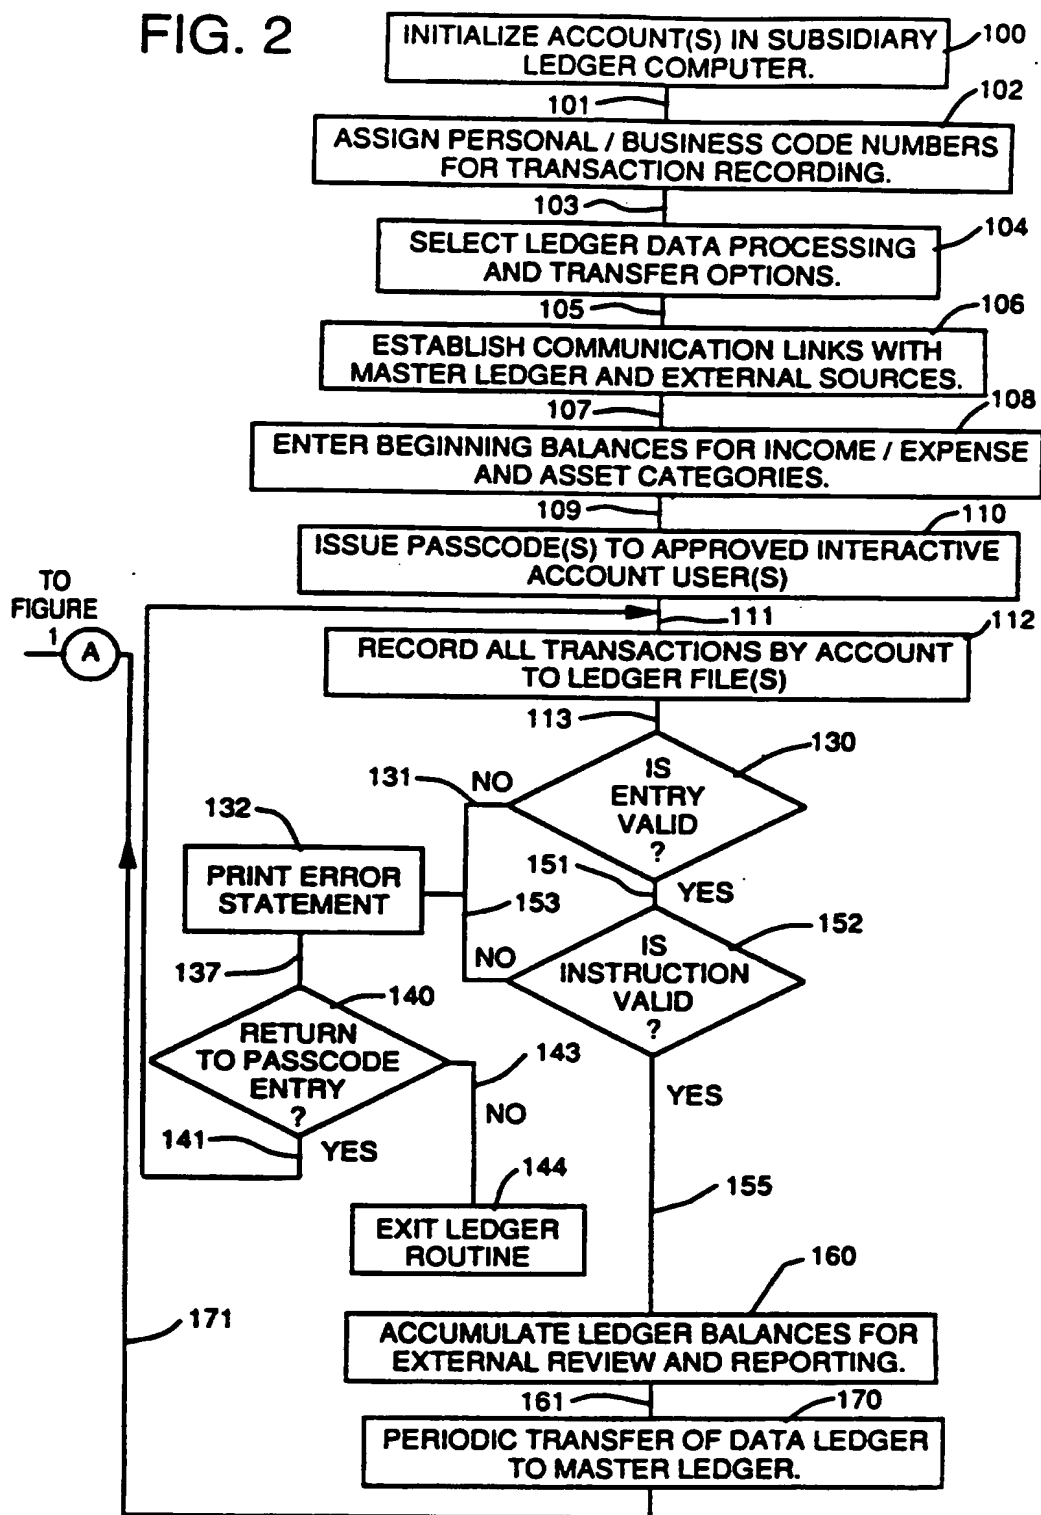 FIG. 2
INITIALIZE ACCOUNT(S) IN SUBSIDIARY
LEDGER COMPUTER.
100
101
102
ASSIGN PERSONAL / BUSINESS CODE NUMBERS
FOR TRANSACTION RECORDING.
103
104
SELECT LEDGER DATA PROCESSING
AND TRANSFER OPTIONS.
105
106
ESTABLISH COMMUNICATION LINKS WITH
MASTER LEDGER AND EXTERNAL SOURCES.
107
108
ENTER BEGINNING BALANCES FOR INCOME / EXPENSE
AND ASSET CATEGORIES.
109
110
ISSUE PASSCODE(S) TO APPROVED INTERACTIVE
ACCOUNT USER(S)
TO
FIGURE
1
A
111
112
RECORD ALL TRANSACTIONS BY ACCOUNT
TO LEDGER FILE(S)
113
130
IS
ENTRY
VALID
?
NO
131
132
PRINT ERROR
STATEMENT
151
YES
153
152
IS
INSTRUCTION
VALID
?
NO
137
140
RETURN
TO PASSCODE
ENTRY
?
143
NO
YES
141
YES
144
EXIT LEDGER
ROUTINE
155
160
171
ACCUMULATE LEDGER BALANCES FOR
EXTERNAL REVIEW AND REPORTING.
161
170
PERIODIC TRANSFER OF DATA LEDGER
TO MASTER LEDGER.